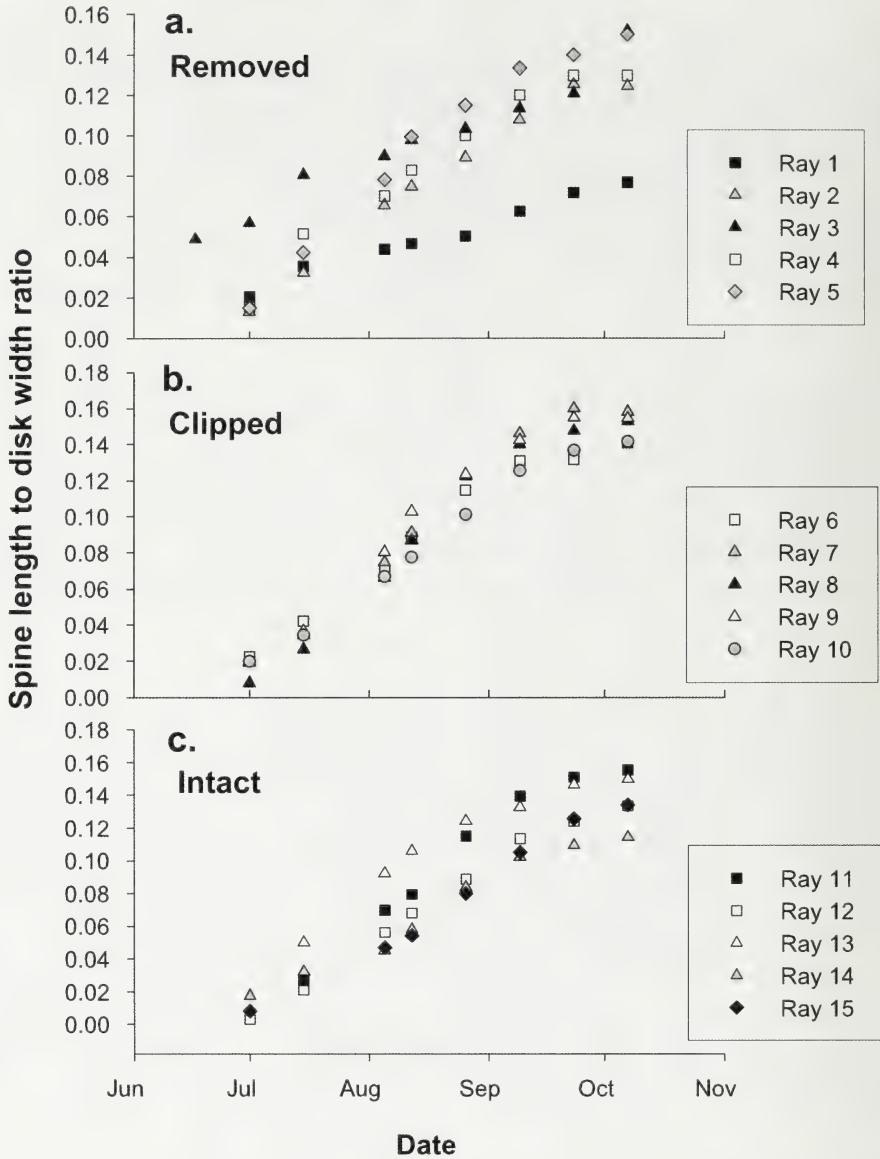 Spine length to disk width ratio
a.
Removed
0.16
0.14
0.12
0.10
0.08
0.06
0.04
0.02
0.00
Ray 1
Ray 2
Ray 3
Ray 4
Ray 5
b.
Clipped
0.18
0.16
0.14
0.12
0.10
0.08
0.06
0.04
0.02
0.00
Ray 6
Ray 7
Ray 8
Ray 9
Ray 10
c.
Intact
0.18
0.16
0.14
0.12
0.10
0.08
0.06
0.04
0.02
0.00
Ray 11
Ray 12
Ray 13
Ray 14
Ray 15
Jun Jul Aug Sep Oct Nov
Date